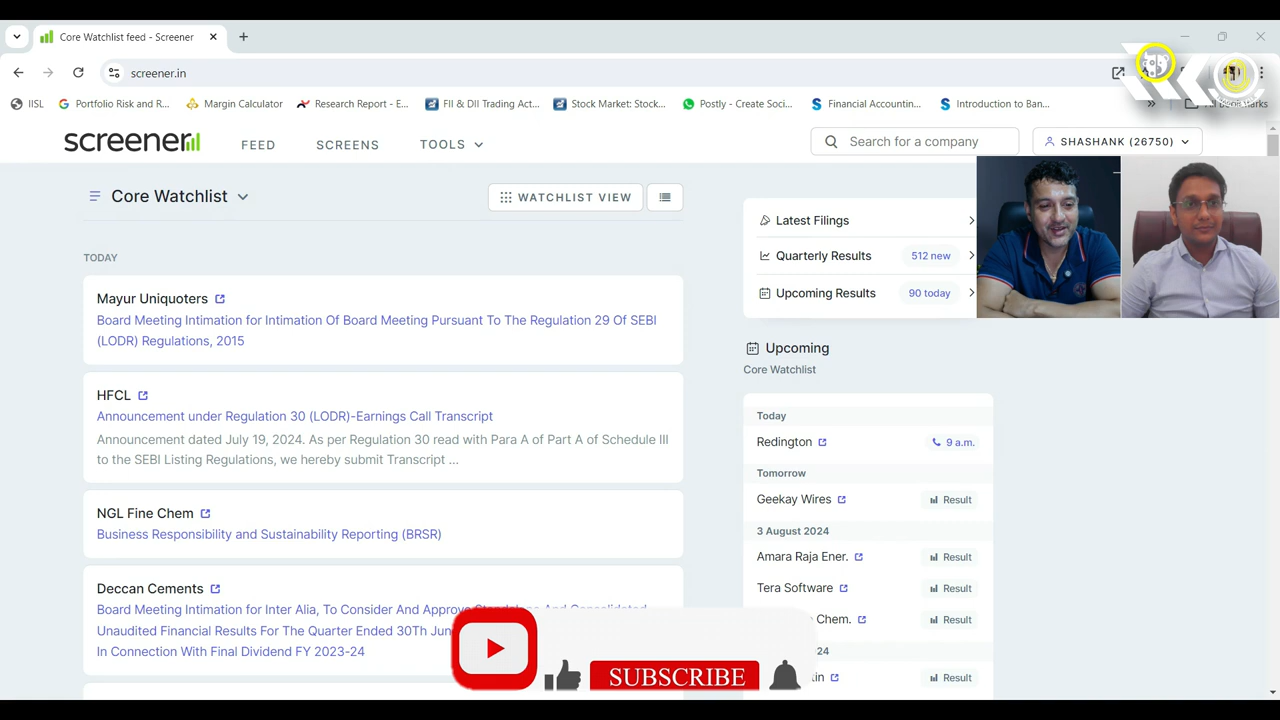 Core Watchlist feed - Screener
screener.in
IISL
Portfolio Risk and R...
Margin Calculator
Research Report - E...
FII & DII Trading Act...
Stock Market: Stock...
Postly - Create Soci...
Financial Accountin...
Introduction to Ban...
screener
FEED
SCREENS
TOOLS
Search for a company
SHASHANK (26750)
Core Watchlist
WATCHLIST VIEW
TODAY
Mayur Uniquoters
Board Meeting Intimation for Intimation Of Board Meeting Pursuant To The Regulation 29 Of SEBI
(LODR) Regulations, 2015
HFCL
Announcement under Regulation 30 (LODR)-Earnings Call Transcript
Announcement dated July 19, 2024. As per Regulation 30 read with Para A of Part A of Schedule III
to the SEBI Listing Regulations, we hereby submit Transcript ...
NGL Fine Chem
Business Responsibility and Sustainability Reporting (BRSR)
Deccan Cements
Board Meeting Intimation for Inter Alia, To Consider And Approve
Unaudited Financial Results For The Quarter Ended 30Th
In Connection With Final Dividend FY 2023-24
Latest Filings
Quarterly Results 512 new
Upcoming Results 90 today
Upcoming
Core Watchlist
Today
Redington 9 a.m.
Tomorrow
Geekay Wires Result
3 August 2024
Amara Raja Ener. Result
Tera Software Result
Chem. Result
24
Result
SUBSCRIBE